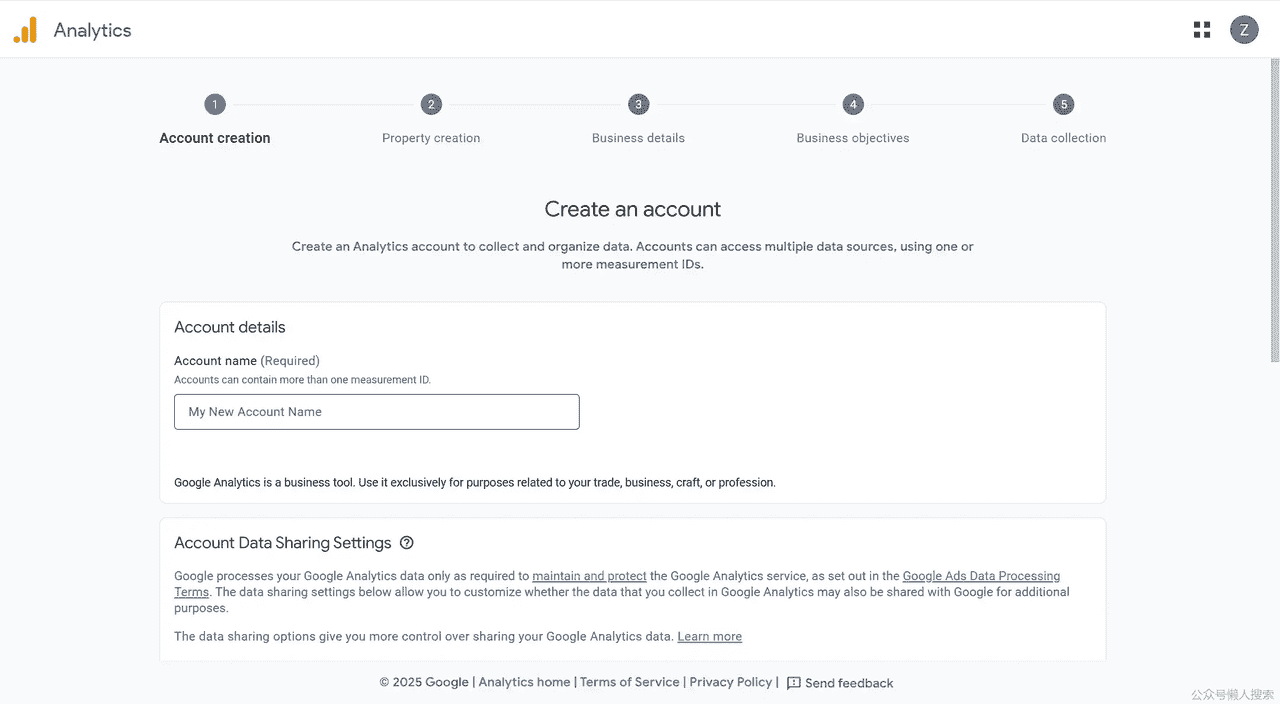 Analytics
Z
1
2
3
4
5
Account creation
Property creation
Business details
Business objectives
Data collection
Create an account
Create an Analytics account to collect and organize data. Accounts can access multiple data sources, using one or
more measurement IDs.
Account details
Account name (Required)
Accounts can contain more than one measurement ID.
My New Account Name
Google Analytics is a business tool. Use it exclusively for purposes related to your trade, business, craft, or profession.
Account Data Sharing Settings
Google processes your Google Analytics data only as required to maintain and protect the Google Analytics service, as set out in the Google Ads Data Processing
Terms. The data sharing settings below allow you to customize whether the data that you collect in Google Analytics may also be shared with Google for additional
purposes.
The data sharing options give you more control over sharing your Google Analytics data. Learn more
© 2025 Google | Analytics home | Terms of Service | Privacy Policy | Send feedback
公众号懒人搜索